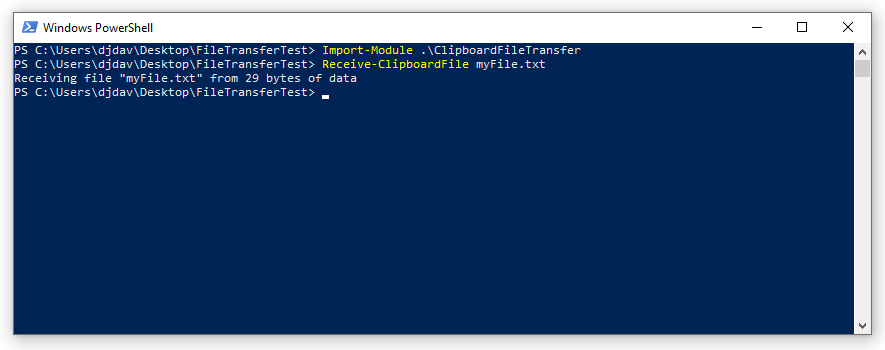 Windows PowerShell
PS C:\Users\djdav\Desktop\FileTransferTest> Import-Module .\ClipboardFileTransfer
PS C:\Users\djdav\Desktop\FileTransferTest> Receive-ClipboardFile myFile.txt
Receiving file "myFile.txt" from 29 bytes of data
PS C:\Users\djdav\Desktop\FileTransferTest>